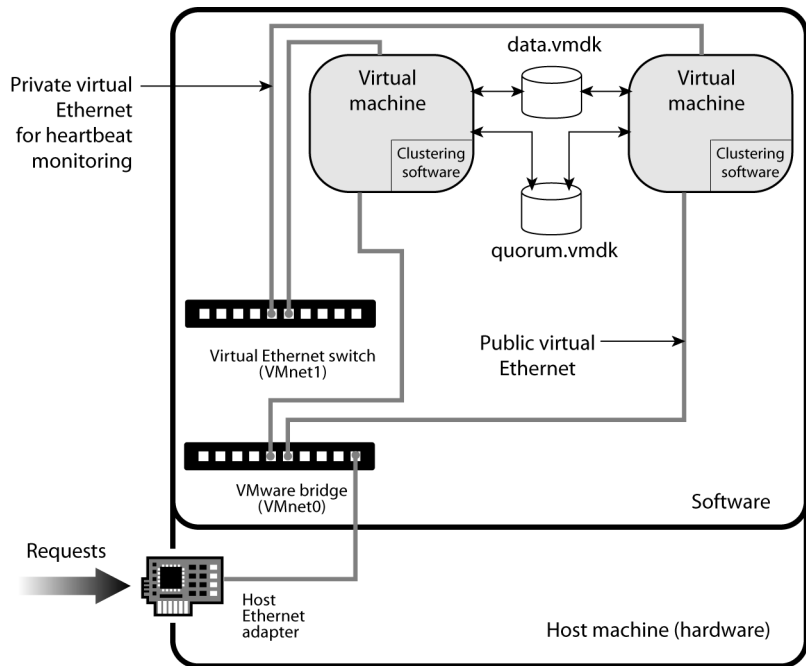 data.vmdk
Private virtual
Ethernet
for heartbeat
monitoring
Virtual
machine
Clustering
software
Virtual
machine
Clustering
software
quorum.vmdk
Virtual Ethernet switch
(VMnet1)
Public virtual
Ethernet
VMware bridge
(VMnet0)
Software
Requests
Host
Ethernet
adapter
Host machine (hardware)